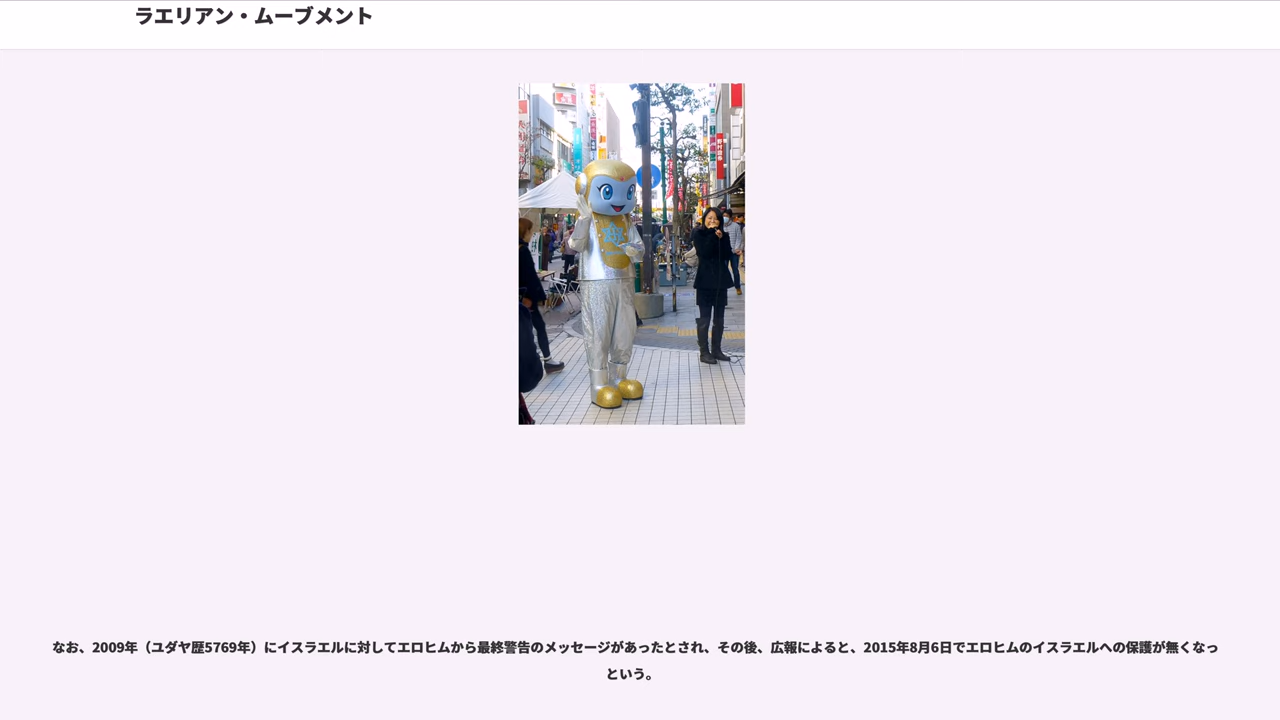 ラエリアン・ムーブメント
なお、2009年（ユダヤ歴5769年）にイスラエルに対してエロヒムから最終警告のメッセージがあったとされ、その後、広報によると、2015年8月6日でエロヒムのイスラエルへの保護が無くなっ
という。